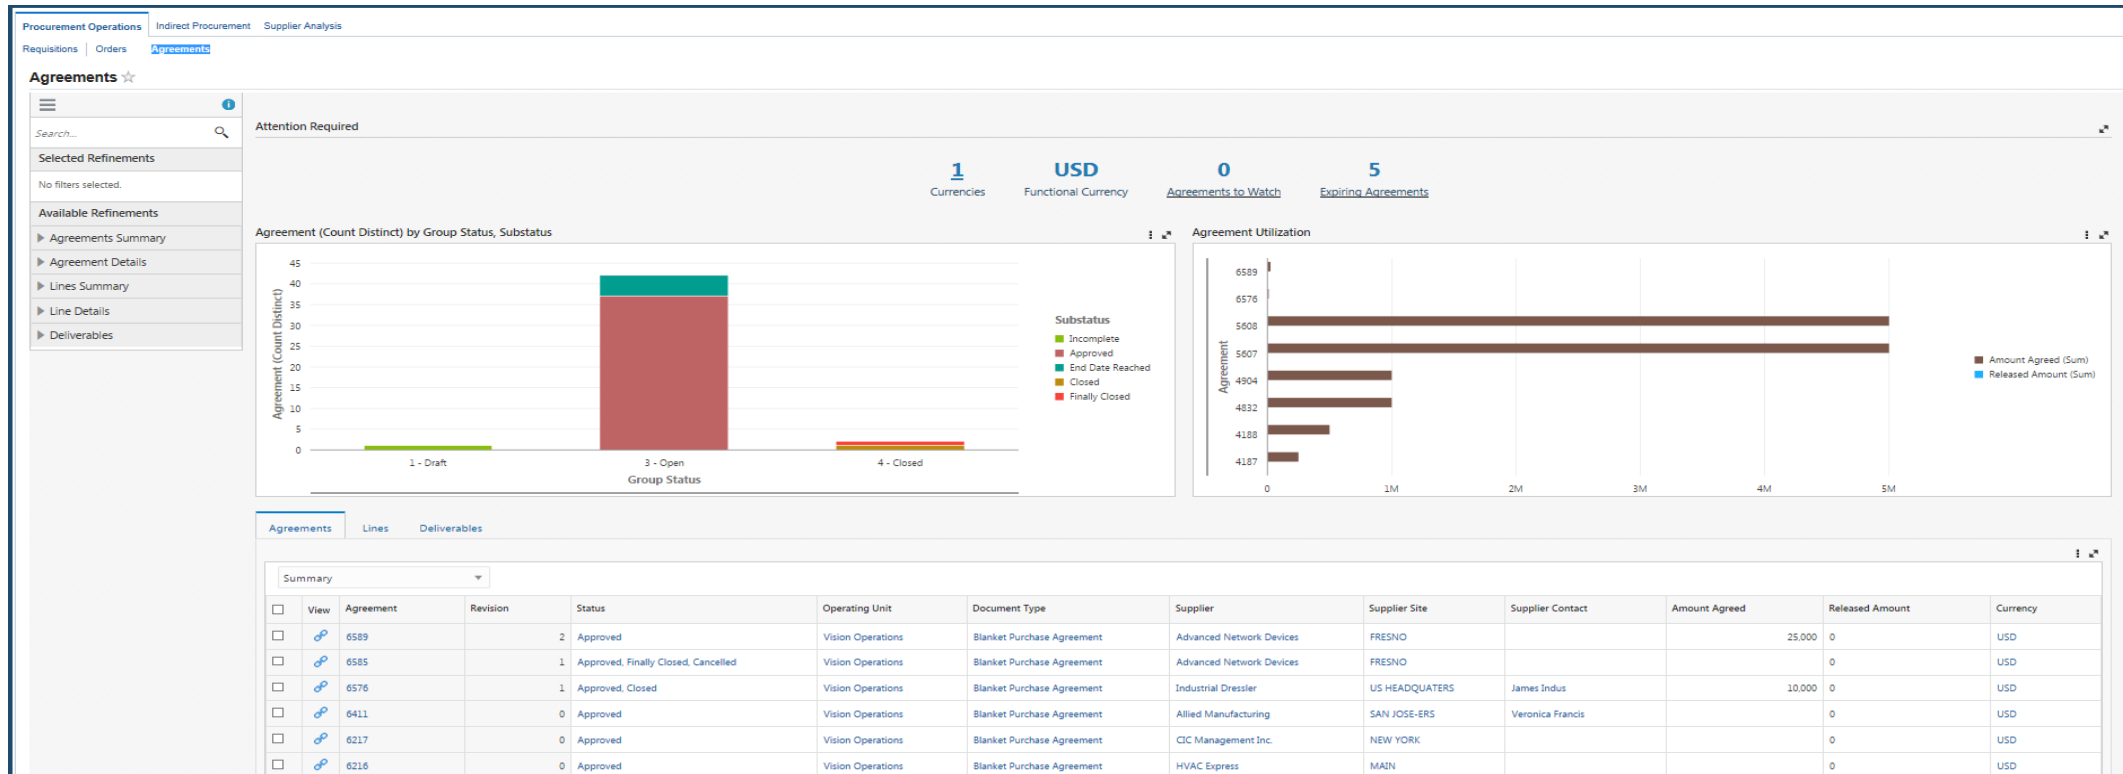 Procurement Operations Indirect Procurement Supplier Analysis
Requisitions Orders Agreements
Agreements
Search...
Selected Refinements
No filters selected.
Available Refinements
Agreements Summary
Agreement Details
Lines Summary
Line Details
Deliverables
Attention Required
1 USD 0 5
Currencies Functional Currency Agreements to Watch Expiring Agreements
Agreement (Count Distinct) by Group Status, Substatus
Agreement (Count Distinct)
45
40
35
30
25
20
15
10
5
0
1 - Draft 3 - Open 4 - Closed
Group Status
Substatus
Incomplete
Approved
End Date Reached
Closed
Finally Closed
Agreement Utilization
Agreement
6589
6576
5608
5607
4904
4832
4188
4187
0 1M 2M 3M 4M 5M
Amount Agreed (Sum)
Released Amount (Sum)
Agreements Lines Deliverables
Summary
View Agreement Revision Status Operating Unit Document Type Supplier Supplier Site Supplier Contact Amount Agreed Released Amount Currency
6589 2 Approved Vision Operations Blanket Purchase Agreement Advanced Network Devices FRESNO 25,000 0 USD
6585 1 Approved, Finally Closed, Cancelled Vision Operations Blanket Purchase Agreement Advanced Network Devices FRESNO 0 USD
6576 1 Approved, Closed Vision Operations Blanket Purchase Agreement Industrial Dressler US HEADQUATERS James Indus 10,000 0 USD
6411 0 Approved Vision Operations Blanket Purchase Agreement Allied Manufacturing SAN JOSE-ERS Veronica Francis 0 USD
6217 0 Approved Vision Operations Blanket Purchase Agreement CIC Management Inc. NEW YORK 0 USD
6216 0 Approved Vision Operations Blanket Purchase Agreement HVAC Express MAIN 0 USD